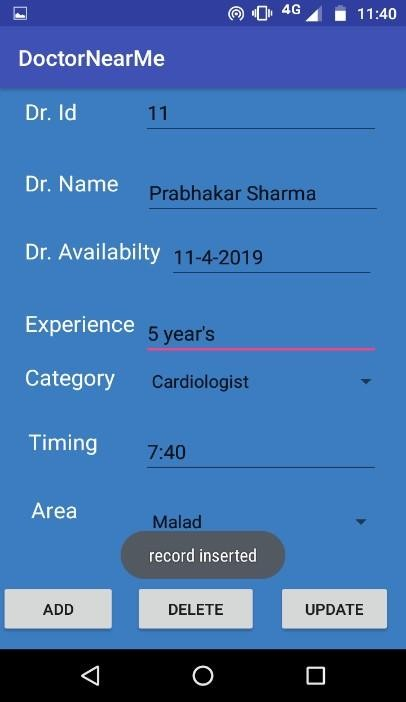 4G 11:40
DoctorNearMe
Dr. Id 11
Dr. Name Prabhakar Sharma
Dr. Availabilty 11-4-2019
Experience 5 year's
Category Cardiologist
Timing 7:40
Area Malad
record inserted
ADD DELETE UPDATE